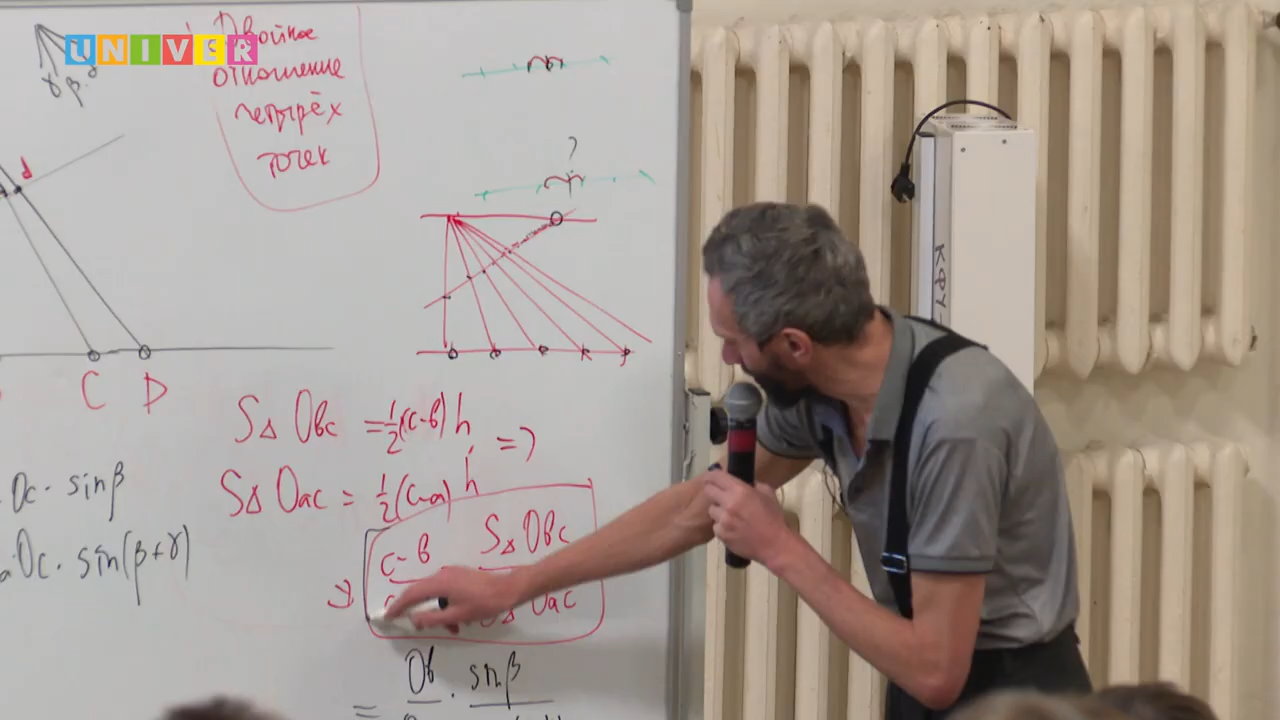 UNIVER
Двойное
отношение
четырёх
точек
γ β
d
?
C D
S△ Obc = ½(c-b) h
=>
S△ Oac = ½(c-a) h
Oc · sinβ
Oc · sin(β+γ)
c-b S△ Obc
Oac
= Ob · sinβ
КФУ-